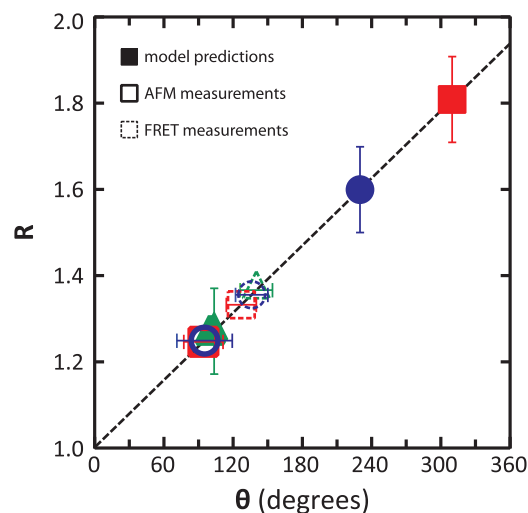 2.0
model predictions
AFM measurements
FRET measurements
1.8
1.6
1.4
1.2
1.0
R
0 60 120 180 240 300 360
θ (degrees)